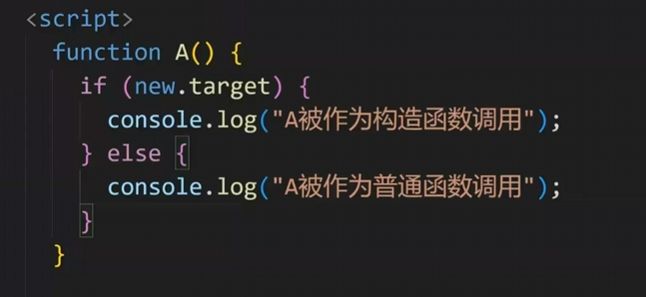 <script>
function A() {
if (new.target) {
console.log("A被作为构造函数调用");
} else {
console.log("A被作为普通函数调用");
}
}